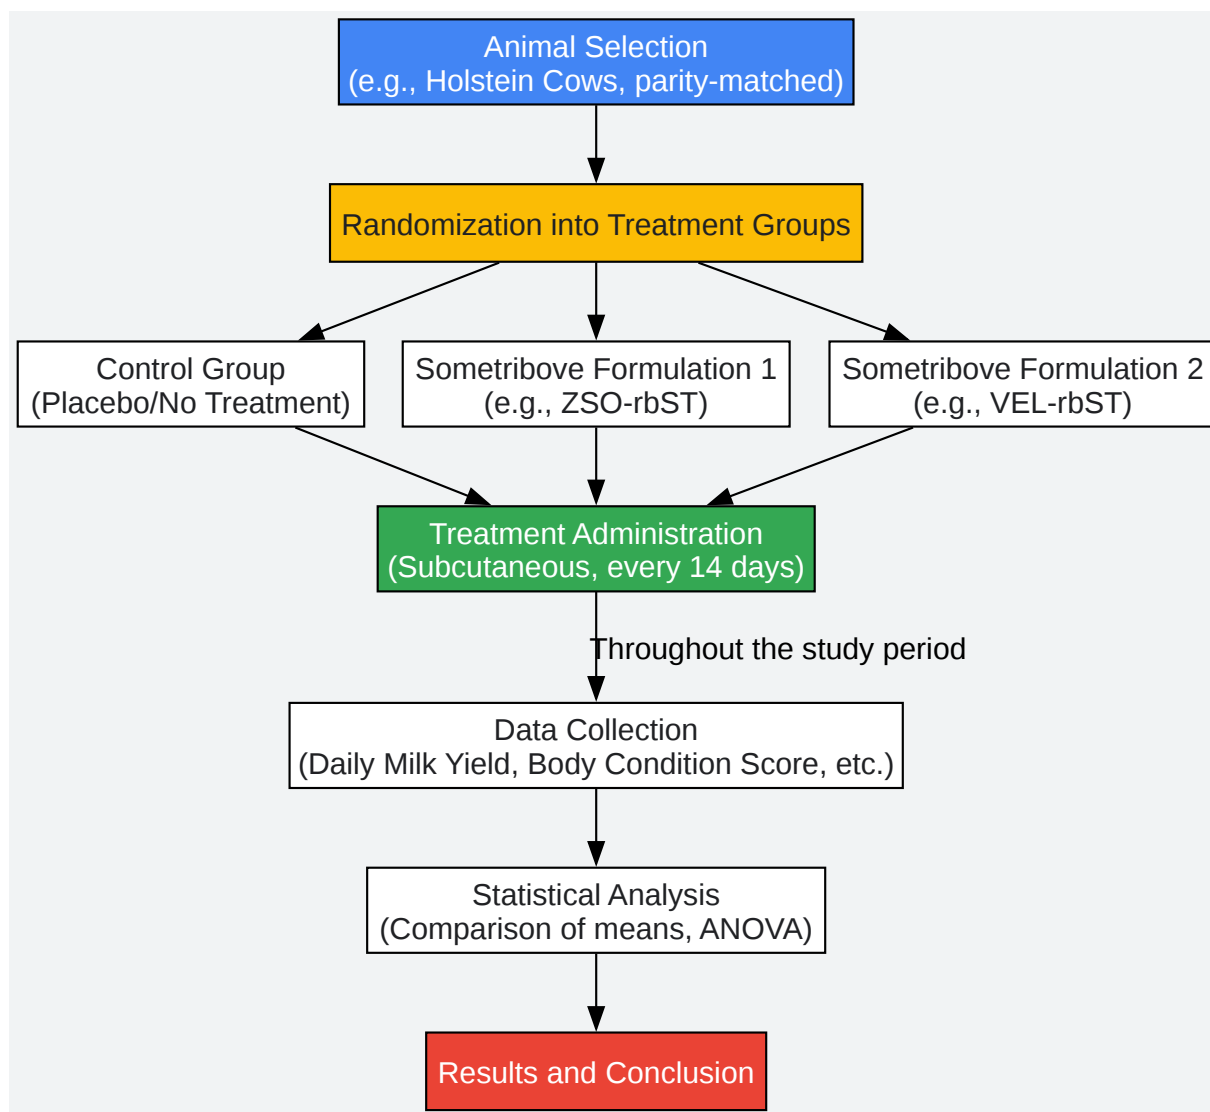 Animal Selection
(e.g., Holstein Cows, parity-matched)
Randomization into Treatment Groups
Control Group
(Placebo/No Treatment)
Sometribove Formulation 1
(e.g., ZSO-rbST)
Sometribove Formulation 2
(e.g., VEL-rbST)
Treatment Administration
(Subcutaneous, every 14 days)
Throughout the study period
Data Collection
(Daily Milk Yield, Body Condition Score, etc.)
Statistical Analysis
(Comparison of means, ANOVA)
Results and Conclusion